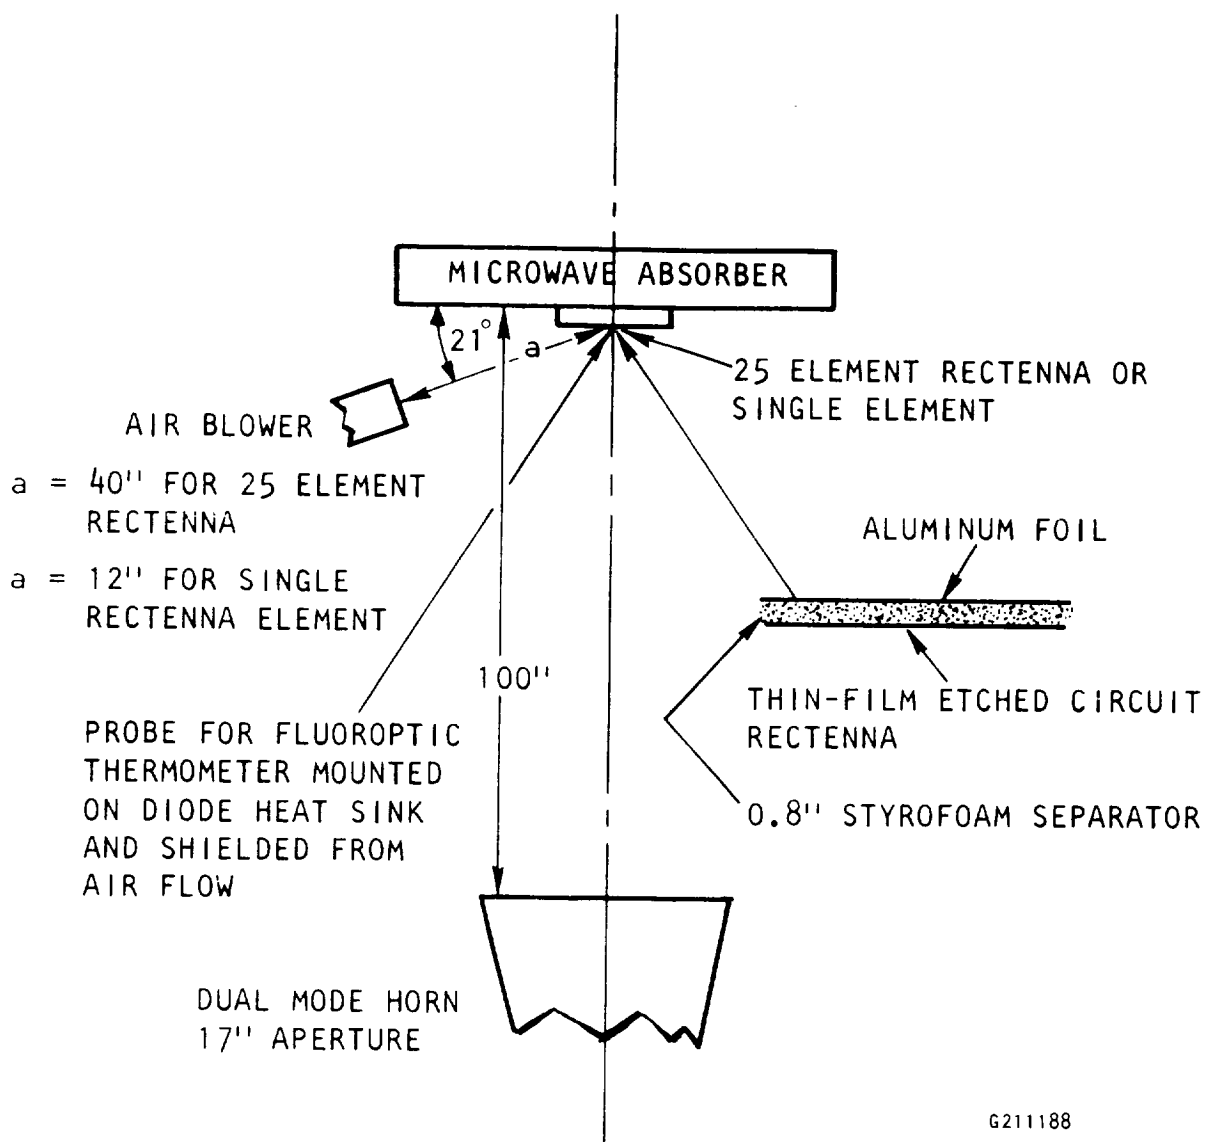 MICROWAVE ABSORBER
21°
a
25 ELEMENT RECTENNA OR
SINGLE ELEMENT
AIR BLOWER
a = 40" FOR 25 ELEMENT
RECTENNA
a = 12" FOR SINGLE
RECTENNA ELEMENT
ALUMINUM FOIL
100"
THIN-FILM ETCHED CIRCUIT
RECTENNA
0.8" STYROFOAM SEPARATOR
PROBE FOR FLUOROPTIC
THERMOMETER MOUNTED
ON DIODE HEAT SINK
AND SHIELDED FROM
AIR FLOW
DUAL MODE HORN
17" APERTURE
G211188